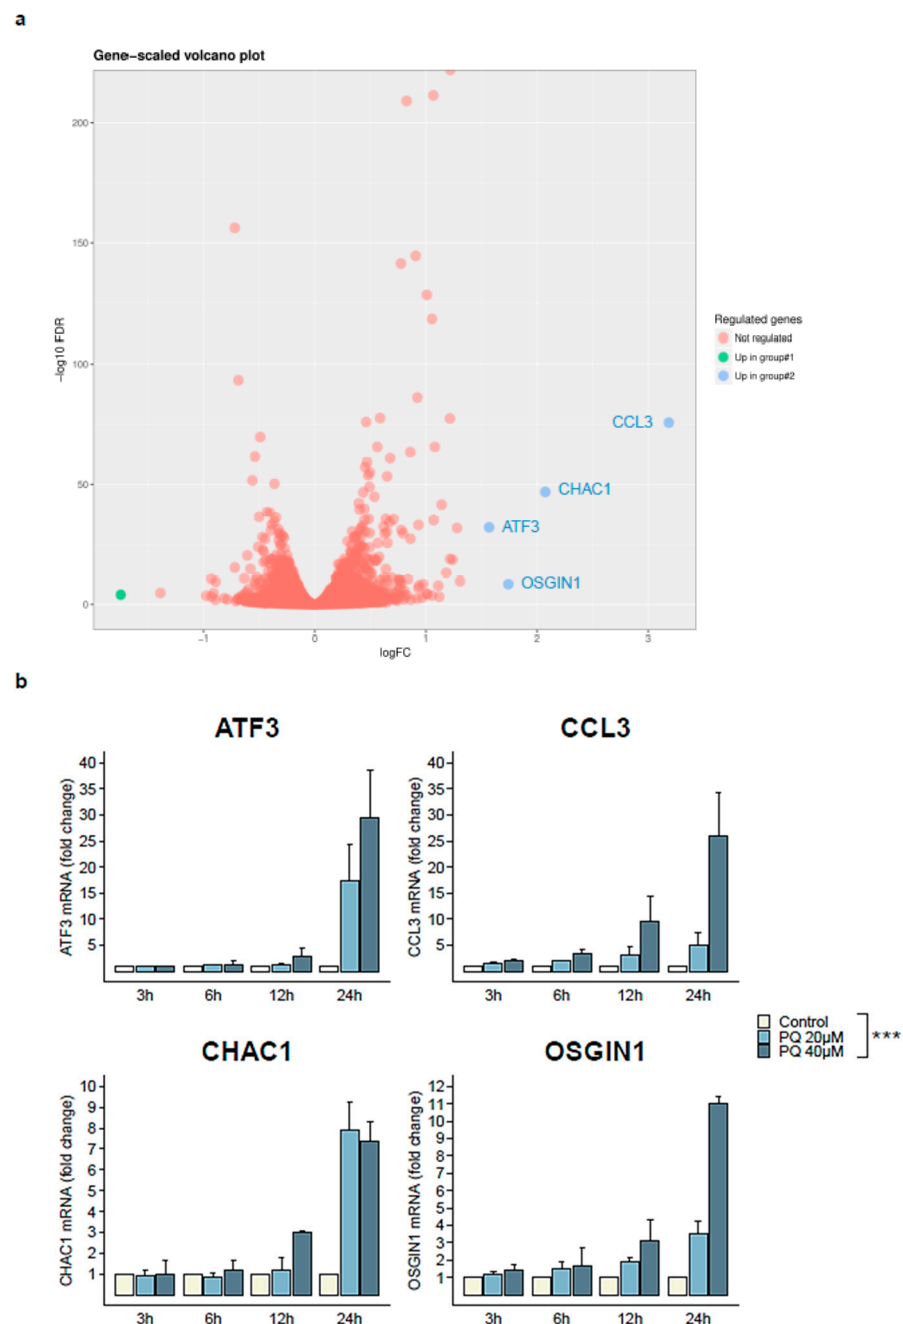 a
Gene-scaled volcano plot
200
150
100
50
0
-log10 FDR
-1 0 1 2 3
logFC
CCL3
CHAC1
ATF3
OSGIN1
Regulated genes
Not regulated
Up in group#1
Up in group#2
b
ATF3
ATF3 mRNA (fold change)
40
35
30
25
20
15
10
5
3h 6h 12h 24h
CCL3
CCL3 mRNA (fold change)
40
35
30
25
20
15
10
5
3h 6h 12h 24h
Control
PQ 20µM
PQ 40µM
***
CHAC1
CHAC1 mRNA (fold change)
10
9
8
7
6
5
4
3
2
1
3h 6h 12h 24h
OSGIN1
OSGIN1 mRNA (fold change)
12
11
10
9
8
7
6
5
4
3
2
1
3h 6h 12h 24h